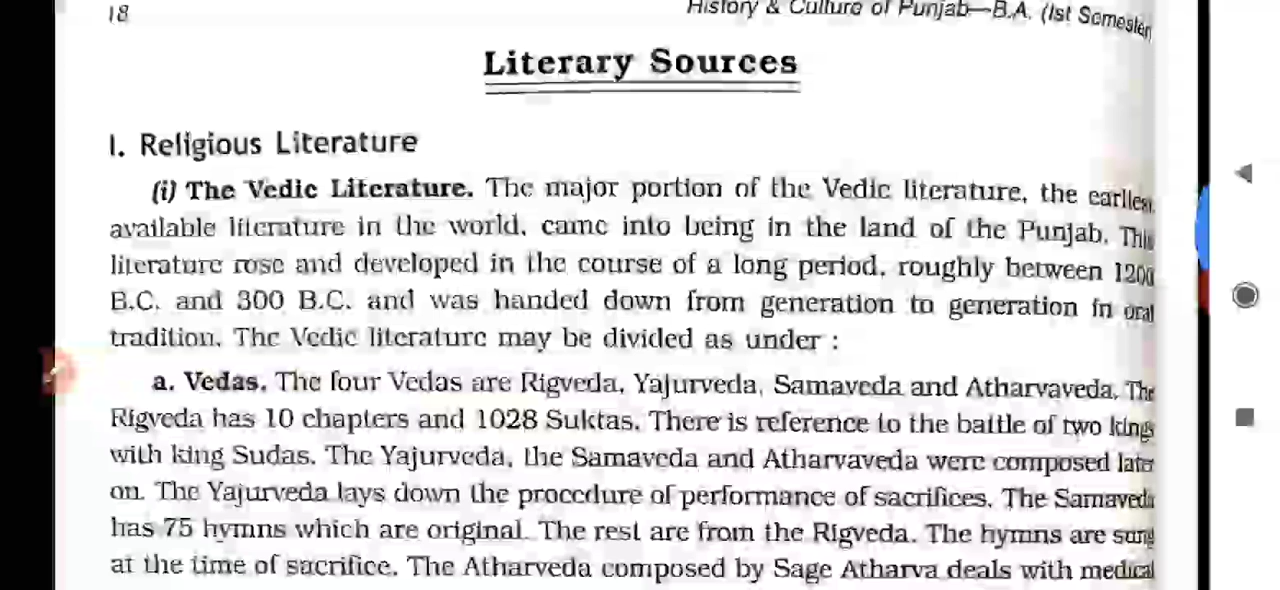 18
History & Culture of Punjab—B.A. (Ist Semester
Literary Sources
I. Religious Literature
(i) The Vedic Literature. The major portion of the Vedic literature, the earlies
available literature in the world, came into being in the land of the Punjab. This
literature rose and developed in the course of a long period, roughly between 1200
B.C. and 300 B.C. and was handed down from generation to generation in oral
tradition. The Vedic literature may be divided as under :
a. Vedas. The four Vedas are Rigveda, Yajurveda, Samaveda and Atharvaveda. The
Rigveda has 10 chapters and 1028 Suktas. There is reference to the battle of two kings
with king Sudas. The Yajurveda, the Samaveda and Atharvaveda were composed late
on. The Yajurveda lays down the procedure of performance of sacrifices. The Samaveda
has 75 hymns which are original. The rest are from the Rigveda. The hymns are sung
at the time of sacrifice. The Atharveda composed by Sage Atharva deals with medical